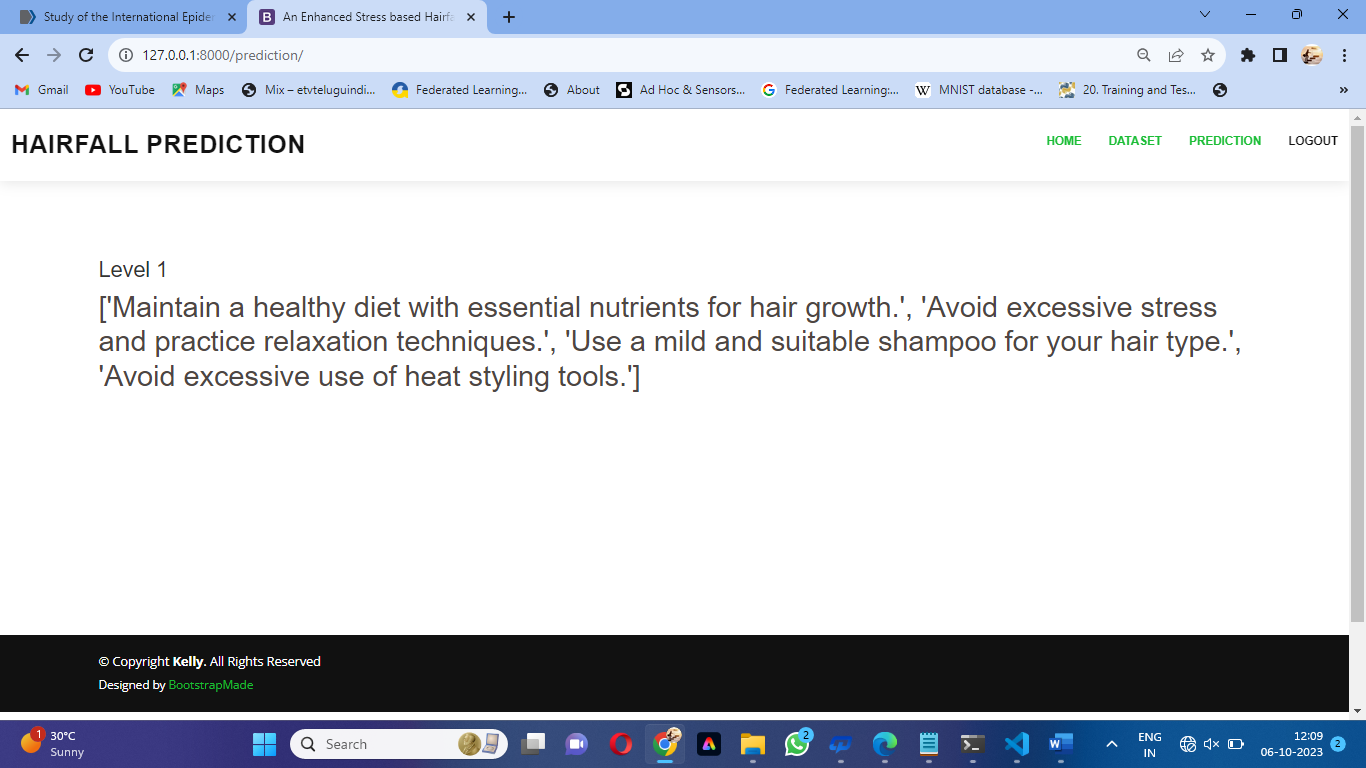 Study of the International Epider
An Enhanced Stress based Hairfa
127.0.0.1:8000/prediction/
Gmail
YouTube
Maps
Mix – etvteluguindi...
Federated Learning...
About
Ad Hoc & Sensors...
Federated Learning:...
MNIST database -...
20. Training and Tes...
»
HAIRFALL PREDICTION
HOME
DATASET
PREDICTION
LOGOUT
Level 1
['Maintain a healthy diet with essential nutrients for hair growth.', 'Avoid excessive stress
and practice relaxation techniques.', 'Use a mild and suitable shampoo for your hair type.',
'Avoid excessive use of heat styling tools.']
© Copyright Kelly. All Rights Reserved
Designed by BootstrapMade
1
30°C
Sunny
Search
2
ENG
IN
12:09
06-10-2023
2